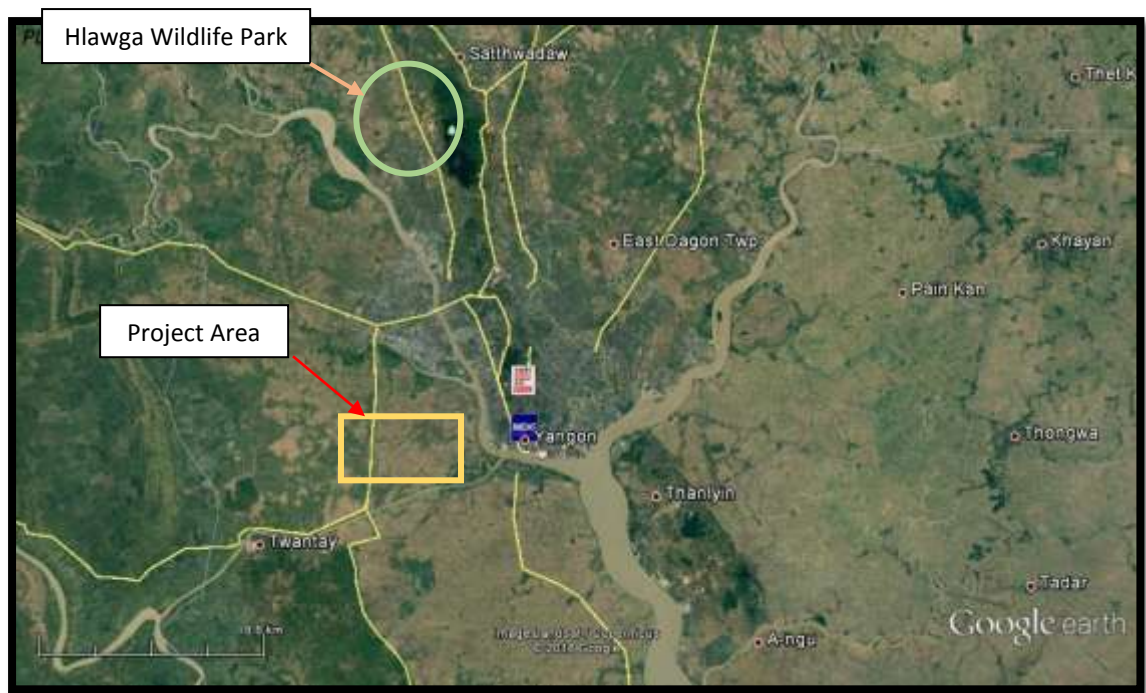 Hlawga Wildlife Park
Satthwadaw
Thet K
East Dagon Twp.
Khayan
Pain Kan
Project Area
Yangon
Thongwa
Thanlyin
Twantay
Tadar
A-ngu
Google earth